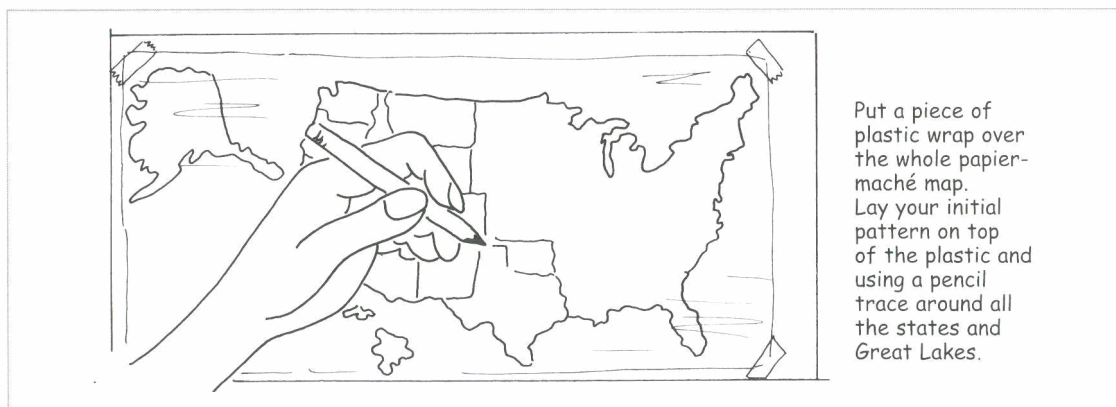 Put a piece of
plastic wrap over
the whole papier-
maché map.
Lay your initial
pattern on top
of the plastic and
using a pencil
trace around all
the states and
Great Lakes.